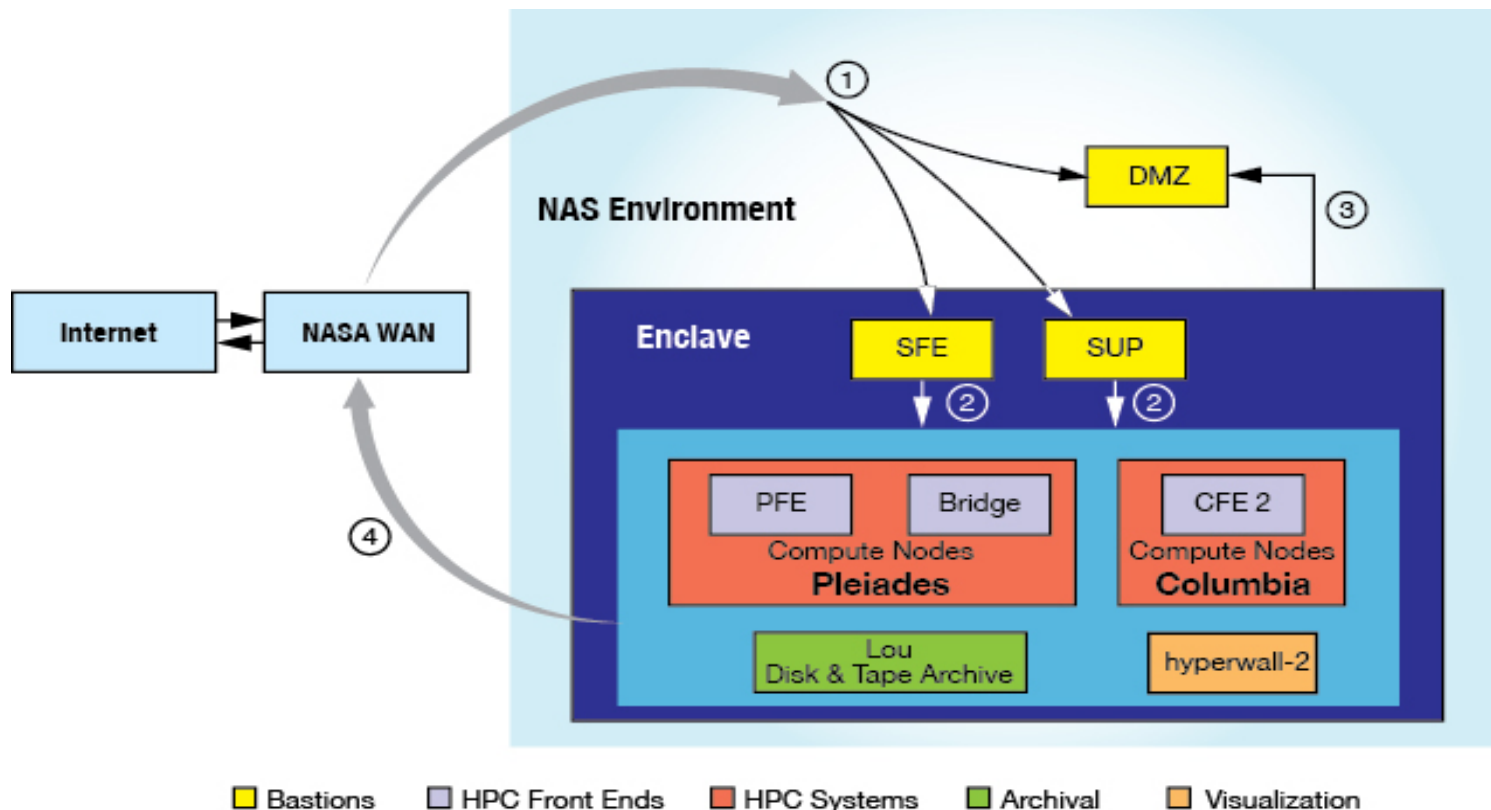 1
DMZ
NAS Environment
3
Internet
NASA WAN
Enclave
SFE
SUP
2
2
PFE
Bridge
CFE 2
Compute Nodes
Pleiades
Compute Nodes
Columbia
4
Lou
Disk & Tape Archive
hyperwall-2
Bastions
HPC Front Ends
HPC Systems
Archival
Visualization